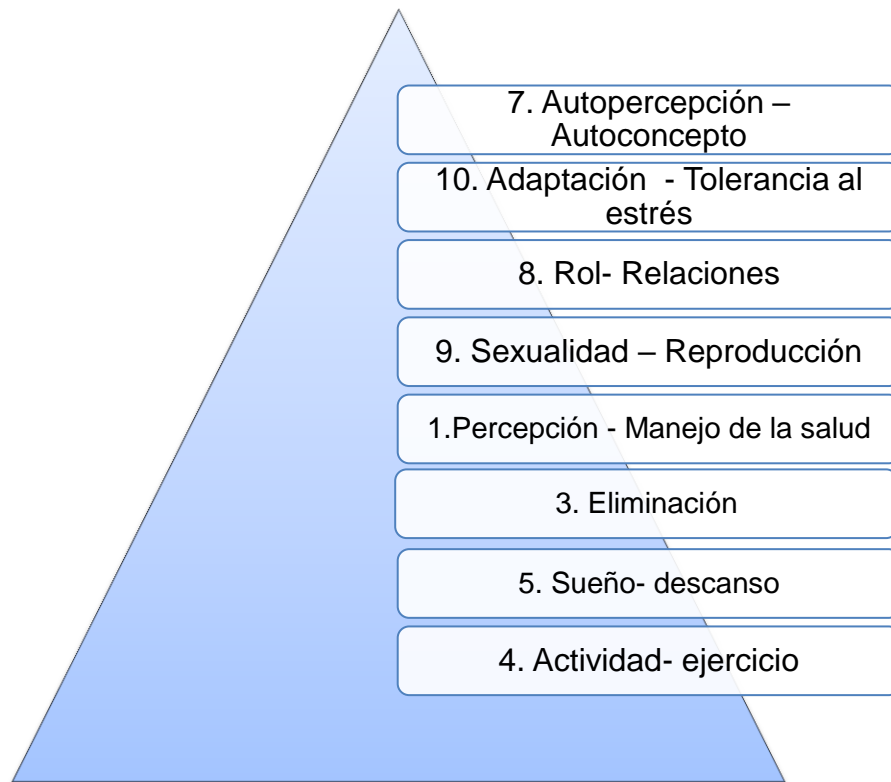 7. Autopercepción –
Autoconcepto
10. Adaptación  - Tolerancia al
estrés
8. Rol- Relaciones
9. Sexualidad – Reproducción
1.Percepción - Manejo de la salud
3. Eliminación
5. Sueño- descanso
4. Actividad- ejercicio